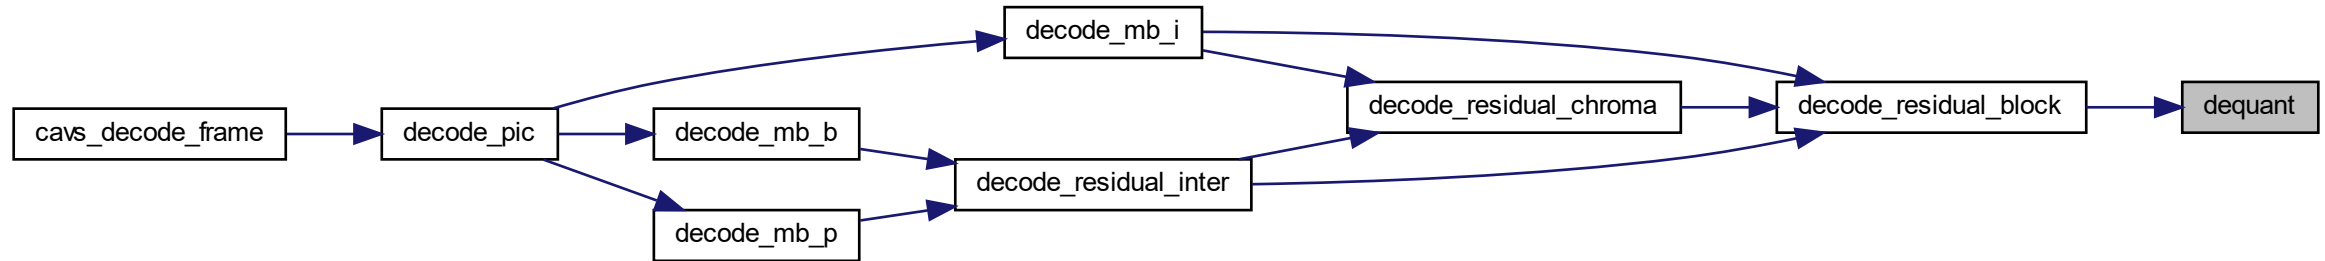 cavs_decode_frame
decode_pic
decode_mb_i
decode_mb_b
decode_mb_p
decode_residual_inter
decode_residual_chroma
decode_residual_block
dequant